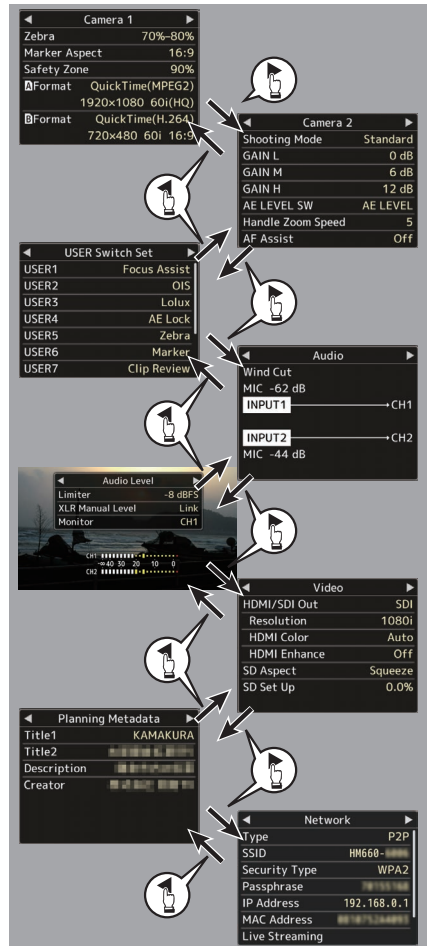 Camera 1
Zebra 70%–80%
Marker Aspect 16:9
Safety Zone 90%
A Format QuickTime(MPEG2)
1920×1080 60i(HQ)
B Format QuickTime(H.264)
720×480 60i 16:9
Camera 2
Shooting Mode Standard
GAIN L 0 dB
GAIN M 6 dB
GAIN H 12 dB
AE LEVEL SW AE LEVEL
Handle Zoom Speed 5
AF Assist Off
USER Switch Set
USER1 Focus Assist
USER2 OIS
USER3 Lolux
USER4 AE Lock
USER5 Zebra
USER6 Marker
USER7 Clip Review
Audio
Wind Cut
MIC -62 dB
INPUT1 CH1
INPUT2 CH2
MIC -44 dB
Audio Level
Limiter -8 dBFS
XLR Manual Level Link
Monitor CH1
CH1
-∞ 40 30 20 10 0
CH2
Video
HDMI/SDI Out SDI
Resolution 1080i
HDMI Color Auto
HDMI Enhance Off
SD Aspect Squeeze
SD Set Up 0.0%
Planning Metadata
Title1 KAMAKURA
Title2
Description
Creator
Network
Type P2P
SSID HM660-
Security Type WPA2
Passphrase
IP Address 192.168.0.1
MAC Address
Live Streaming